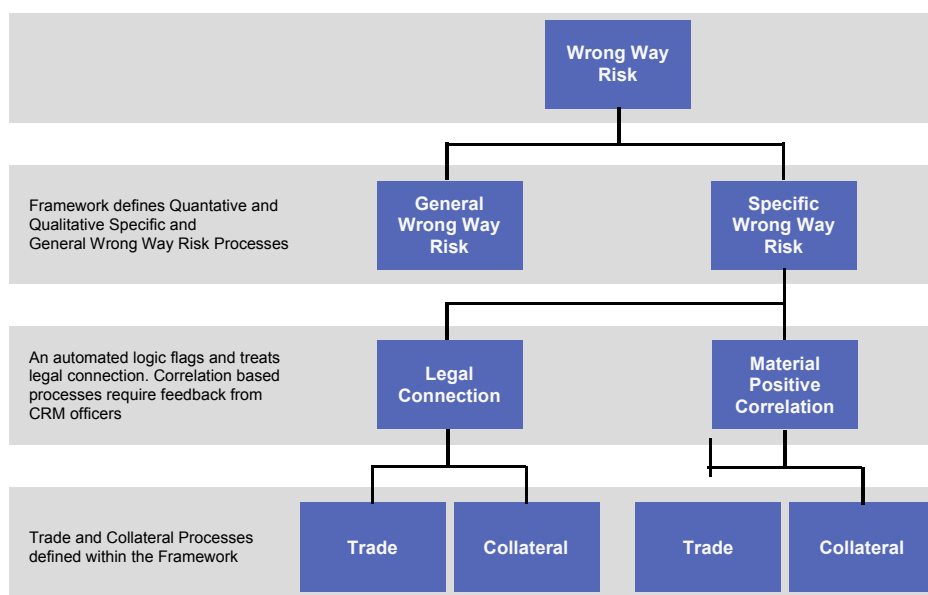 Wrong Way
Risk
Framework defines Quantative and
Qualitative Specific and
General Wrong Way Risk Processes
General
Wrong Way
Risk
Specific
Wrong Way
Risk
An automated logic flags and treats
legal connection. Correlation based
processes require feedback from
CRM officers
Legal
Connection
Material
Positive
Correlation
Trade and Collateral Processes
defined within the Framework
Trade
Collateral
Trade
Collateral